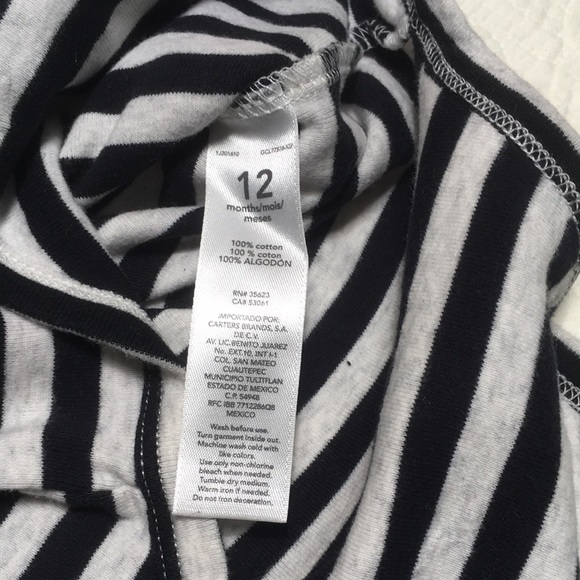 12
months/mois/
meses
100% cotton
100 % coton
100% ALGODÓN
RN# 35623
CA# 53061
IMPORTADO POR:
CARTERS BRANDS, S.A.
DE C.V.
AV. LIC.BENITO JUAREZ
No. EXT.10, INT I-1
COL. SAN MATEO
CUAUTEPEC
MUNICIPIO TULTITLAN
ESTADO DE MEXICO
C.P. 54948
RFC IBB 7712286Q8
MEXICO
Wash before use.
Turn garment inside out.
Machine wash cold with
like colors.
Use only non-chlorine
bleach when needed.
Tumble dry medium.
Warm iron if needed.
Do not iron decoration.